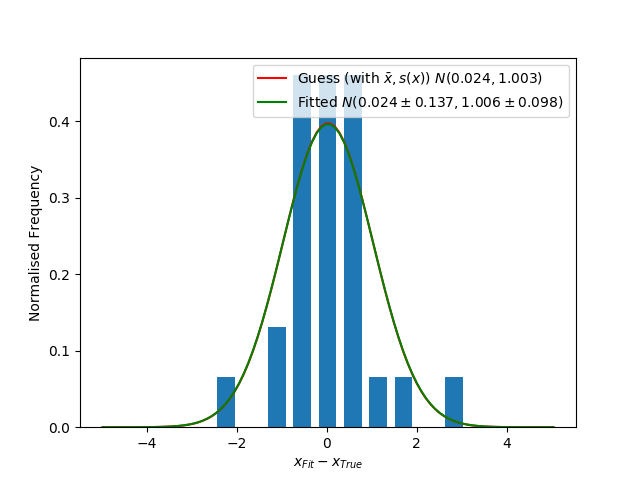 Guess (with x̄, s(x)) N(0.024, 1.003)
Fitted N(0.024 ± 0.137, 1.006 ± 0.098)
Normalised Frequency
0.4
0.3
0.2
0.1
0.0
−4 −2 0 2 4
x_Fit − x_True